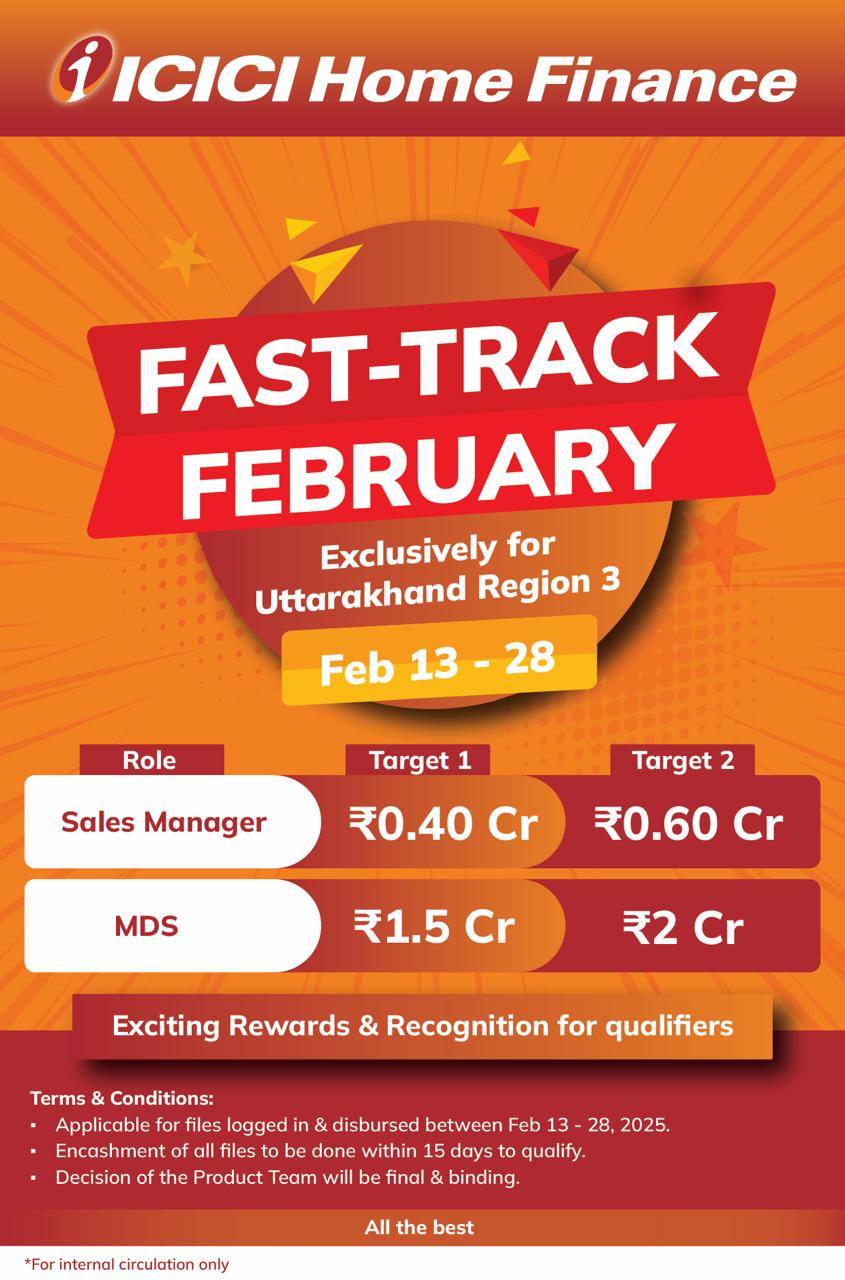 i ICICI Home Finance
FAST-TRACK
FEBRUARY
Exclusively for
Uttarakhand Region 3
Feb 13 - 28
Role Target 1 Target 2
Sales Manager ₹0.40 Cr ₹0.60 Cr
MDS ₹1.5 Cr ₹2 Cr
Exciting Rewards & Recognition for qualifiers
Terms & Conditions:
▪ Applicable for files logged in & disbursed between Feb 13 - 28, 2025.
▪ Encashment of all files to be done within 15 days to qualify.
▪ Decision of the Product Team will be final & binding.
All the best
*For internal circulation only